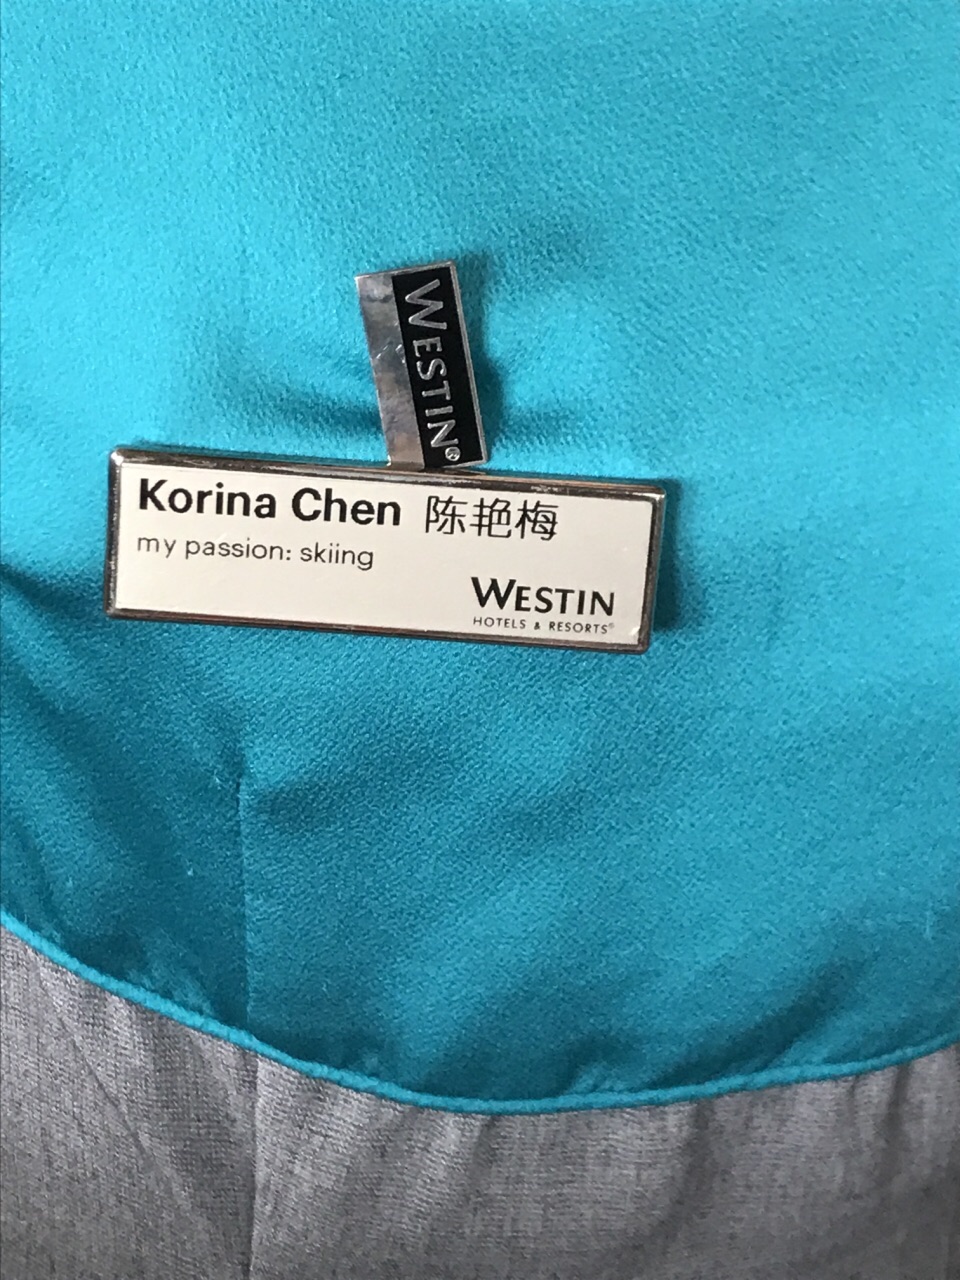 WESTIN®
Korina Chen 陈艳梅
my passion: skiing
WESTIN
HOTELS & RESORTS®